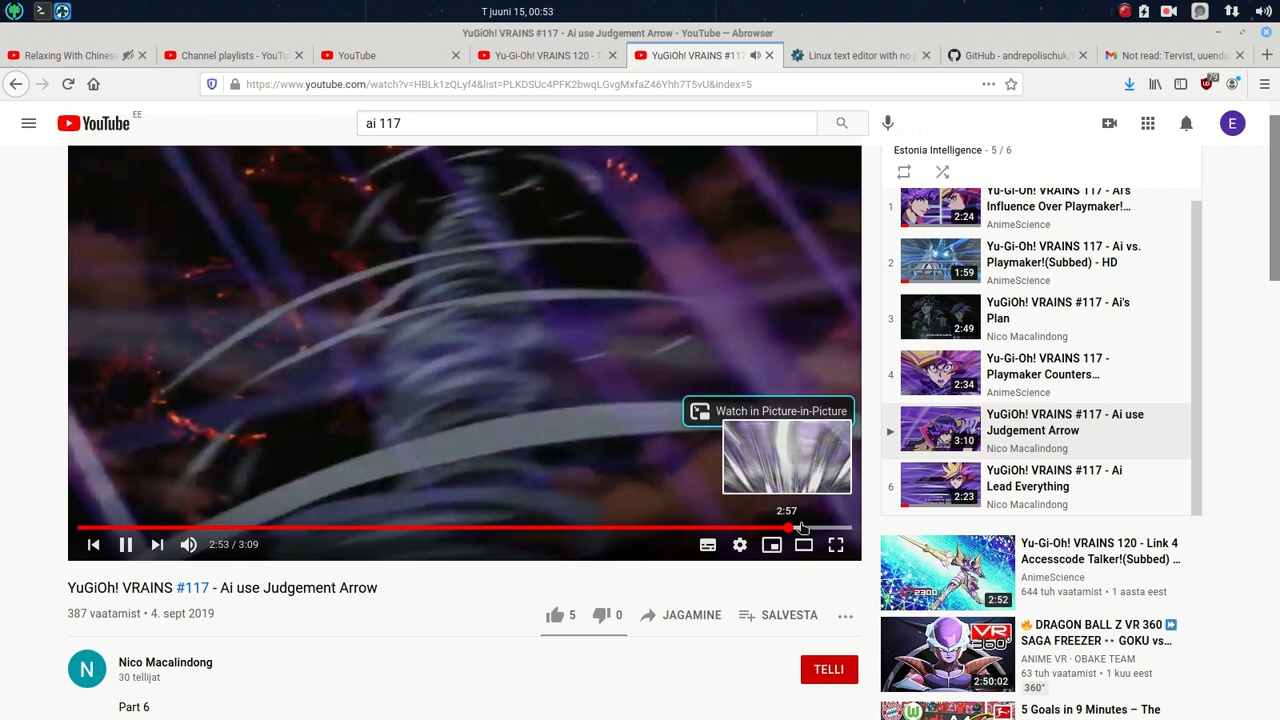 T juuni 15, 00:53
YuGiOh! VRAINS #117 - Ai use Judgement Arrow - YouTube — Abrowser
Relaxing With Chinese
Channel playlists - YouTu
YouTube
Yu-Gi-Oh! VRAINS 120 - T
YuGiOh! VRAINS #117
Linux text editor with no p
GitHub - andrepolischuk/
Not read: Tervist, uuendu
https://www.youtube.com/watch?v=HBLk1zQLyf4&list=PLKDSUc4PFK2bwqLGvgMxfaZ46Yhh7T5vU&index=5
79
YouTube
EE
ai 117
E
Estonia Intelligence - 5 / 6
1
Yu-Gi-Oh! VRAINS 117 - Ai's
Influence Over Playmaker!...
AnimeScience
2:24
2
Yu-Gi-Oh! VRAINS 117 - Ai vs.
Playmaker!(Subbed) - HD
AnimeScience
1:59
3
YuGiOh! VRAINS #117 - Ai's
Plan
Nico Macalindong
2:49
4
Yu-Gi-Oh! VRAINS 117 -
Playmaker Counters...
AnimeScience
2:34
YuGiOh! VRAINS #117 - Ai use
Judgement Arrow
Nico Macalindong
3:10
6
YuGiOh! VRAINS #117 - Ai
Lead Everything
Nico Macalindong
2:23
Watch in Picture-in-Picture
2:57
2:53 / 3:09
YuGiOh! VRAINS #117 - Ai use Judgement Arrow
387 vaatamist • 4. sept 2019
5
0
JAGAMINE
SALVESTA
N
Nico Macalindong
30 tellijat
TELLI
Part 6
Yu-Gi-Oh! VRAINS 120 - Link 4
Accesscode Talker!(Subbed) ...
AnimeScience
644 tuh vaatamist • 1 aasta eest
2300
2:52
🔥 DRAGON BALL Z VR 360 ⏩
SAGA FREEZER 👀 GOKU vs...
ANIME VR - OBAKE TEAM
63 tuh vaatamist • 1 kuu eest
360°
VR
360°
2:50:02
5 Goals in 9 Minutes – The